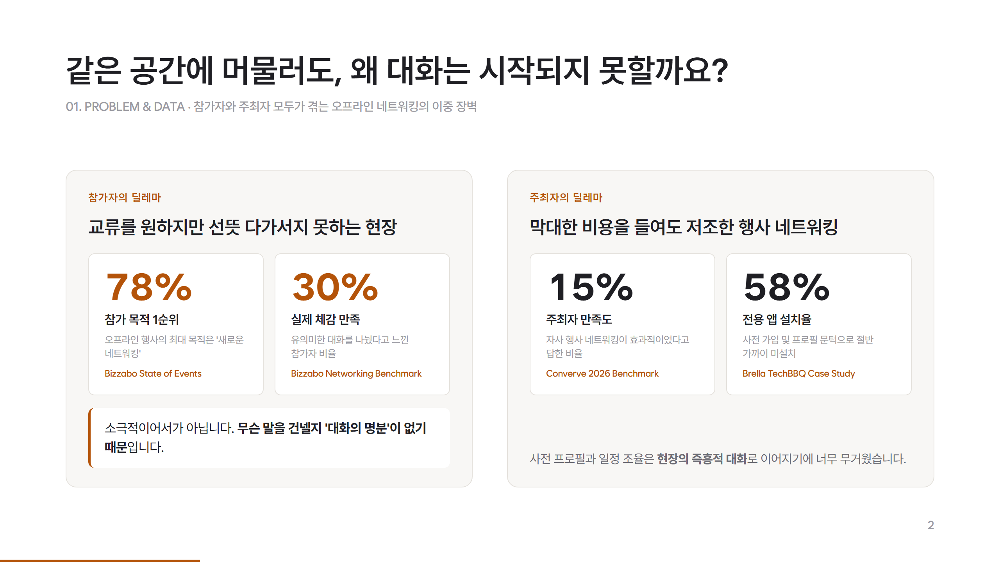 같은 공간에 머물러도, 왜 대화는 시작되지 못할까요?
01. PROBLEM & DATA · 참가자와 주최자 모두가 겪는 오프라인 네트워킹의 이중 장벽
참가자의 딜레마
교류를 원하지만 선뜻 다가서지 못하는 현장
78%
참가 목적 1순위
오프라인 행사의 최대 목적은 '새로운
네트워킹'
Bizzabo State of Events
30%
실제 체감 만족
유의미한 대화를 나눴다고 느낀
참가자 비율
Bizzabo Networking Benchmark
소극적이어서가 아닙니다. 무슨 말을 건넬지 '대화의 명분'이 없기
때문입니다.
주최자의 딜레마
막대한 비용을 들여도 저조한 행사 네트워킹
15%
주최자 만족도
자사 행사 네트워킹이 효과적이었다고
답한 비율
Converve 2026 Benchmark
58%
전용 앱 설치율
사전 가입 및 프로필 문턱으로 절반
가까이 미설치
Brella TechBBQ Case Study
사전 프로필과 일정 조율은 현장의 즉흥적 대화로 이어지기에 너무 무거웠습니다.
2